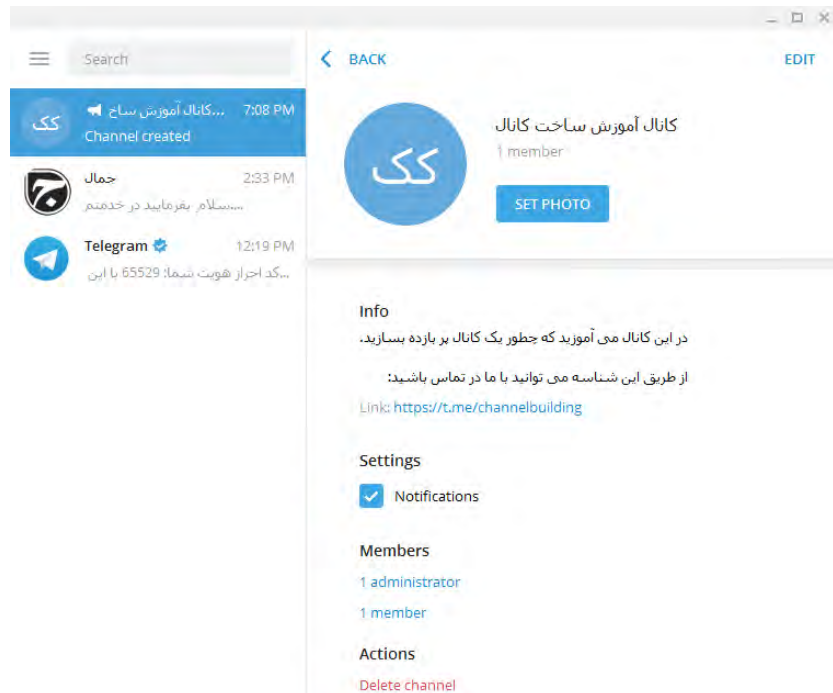 Search
BACK
EDIT
کک
کانال آموزش ساخ...
7:08 PM
Channel created
جمال
2:33 PM
سلام. بفرمایید در خدمتم....
Telegram
12:19 PM
کد احراز هویت شما: 65529 با این...
کک
کانال آموزش ساخت کانال
1 member
SET PHOTO
Info
در این کانال می آموزید که چطور یک کانال پر بازده بسازید.
از طریق این شناسه می توانید با ما در تماس باشید:
Link: https://t.me/channelbuilding
Settings
Notifications
Members
1 administrator
1 member
Actions
Delete channel